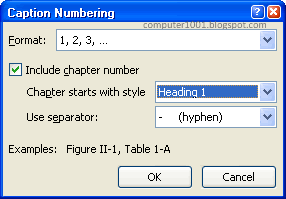 Caption Numbering
computer1001.blogspot.com
Format: 1, 2, 3, ...
Include chapter number
Chapter starts with style Heading 1
Use separator: - (hyphen)
Examples: Figure II-1, Table 1-A
OK Cancel